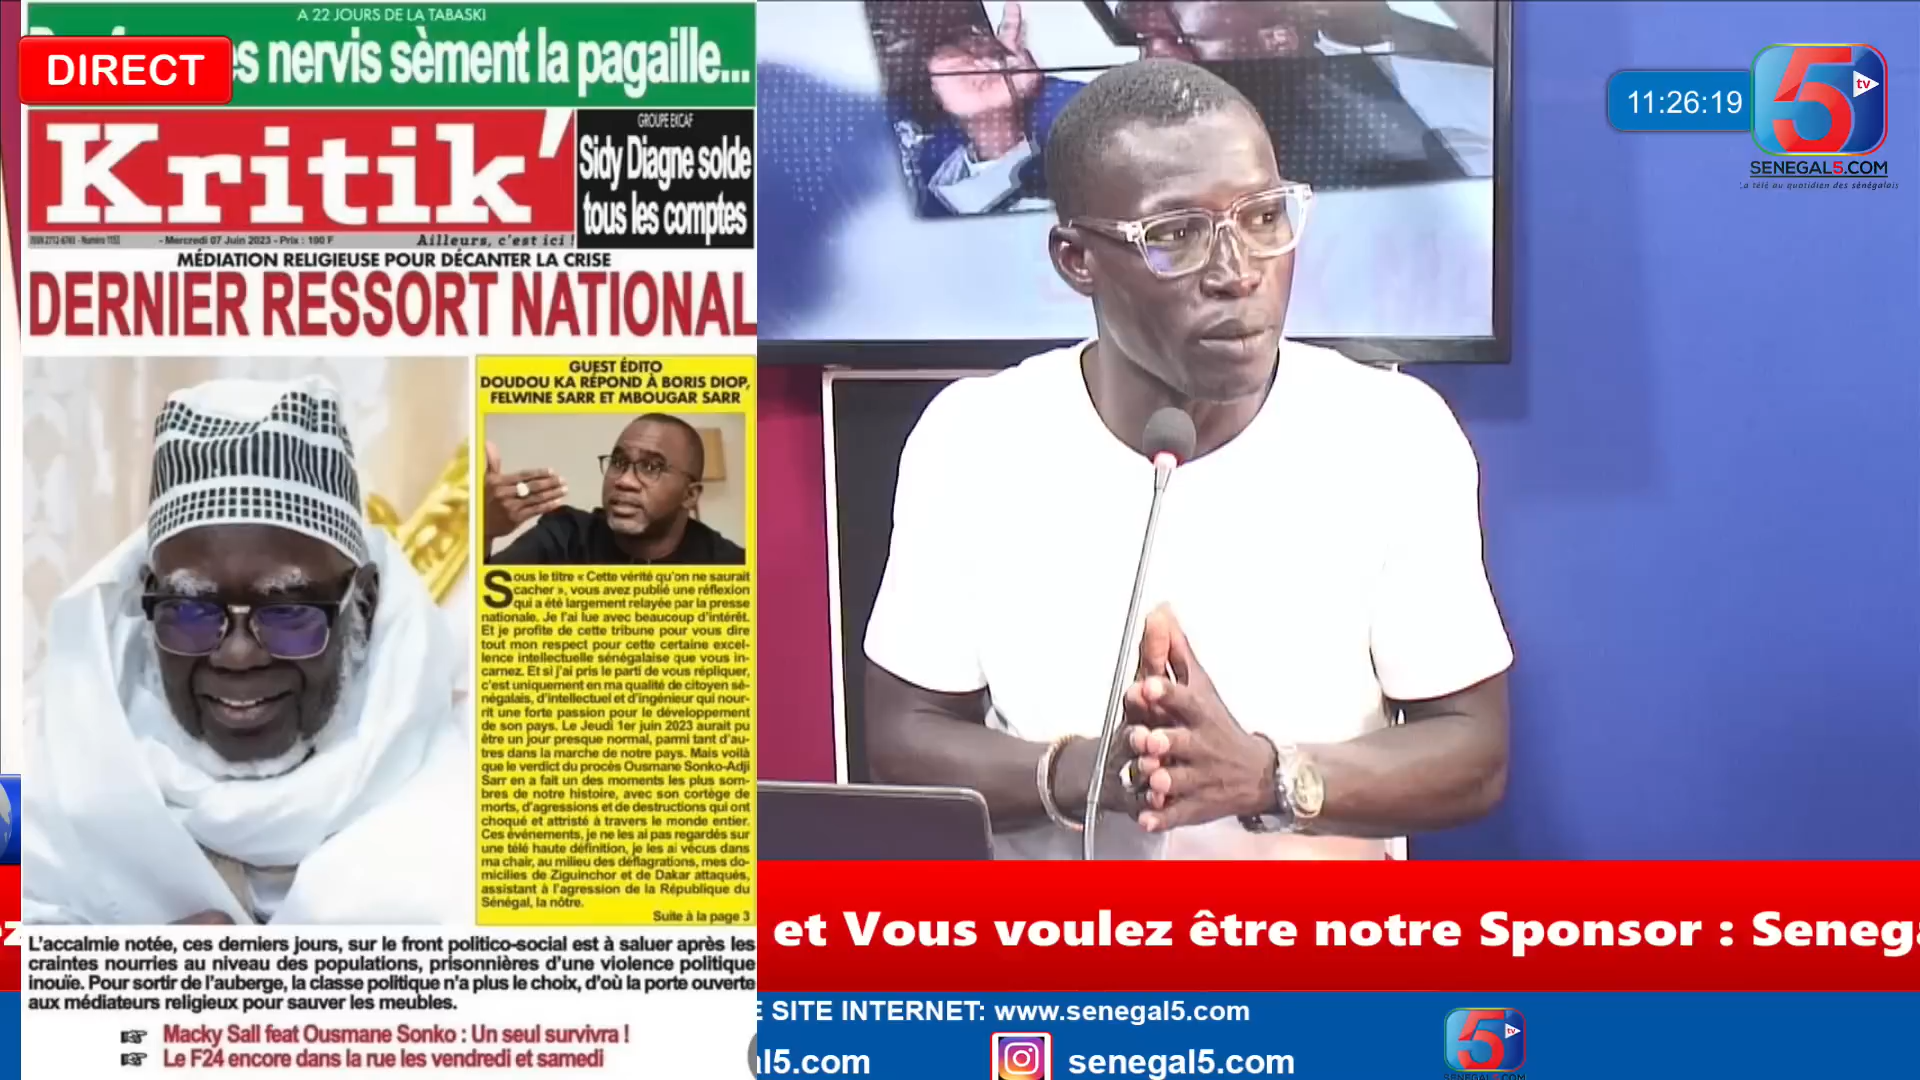 A 22 JOURS DE LA TABASKI
es nervis sèment la pagaille...
DIRECT
Kritik'
GROUPE EXCAF
Sidy Diagne solde
tous les comptes
- Mercredi 07 Juin 2023 - Prix : 100 F
Ailleurs, c'est ici !
MÉDIATION RELIGIEUSE POUR DÉCANTER LA CRISE
DERNIER RESSORT NATIONAL
GUEST ÉDITO
DOUDOU KA RÉPOND À BORIS DIOP,
FELWINE SARR ET MBOUGAR SARR
Sous le titre « Cette vérité qu'on ne saurait
cacher », vous avez publié une réflexion
qui a été largement relayée par la presse
nationale. Je l'ai lue avec beaucoup d'intérêt.
Et je profite de cette tribune pour vous dire
tout mon respect pour cette certaine excel-
lence intellectuelle sénégalaise que vous in-
carnez. Et si j'ai pris le parti de vous répliquer,
c'est uniquement en ma qualité de citoyen sé-
négalais, d'intellectuel et d'ingénieur qui nour-
rit une forte passion pour le développement
de son pays. Le Jeudi 1er juin 2023 aurait pu
être un jour presque normal, parmi tant d'au-
tres dans la marche de notre pays. Mais voilà
que le verdict du procès Ousmane Sonko-Adji
Sarr en a fait un des moments les plus som-
bres de notre histoire, avec son cortège de
morts, d'agressions et de destructions qui ont
choqué et attristé à travers le monde entier.
Ces événements, je ne les ai pas regardés sur
une télé haute définition, je les ai vécus dans
ma chair, au milieu des déflagrations, mes do-
miciles de Ziguinchor et de Dakar attaqués,
assistant à l'agression de la République du
Sénégal, la nôtre.
Suite à la page 3
L'accalmie notée, ces derniers jours, sur le front politico-social est à saluer après les
craintes nourries au niveau des populations, prisonnières d'une violence politique
inouïe. Pour sortir de l'auberge, la classe politique n'a plus le choix, d'où la porte ouverte
aux médiateurs religieux pour sauver les meubles.
Macky Sall feat Ousmane Sonko : Un seul survivra !
Le F24 encore dans la rue les vendredi et samedi
11:26:19
5 tv
SENEGAL5.COM
La télé au quotidien des sénégalais
et Vous voulez être notre Sponsor : Senega
SITE INTERNET: www.senegal5.com
l5.com
senegal5.com
5 tv